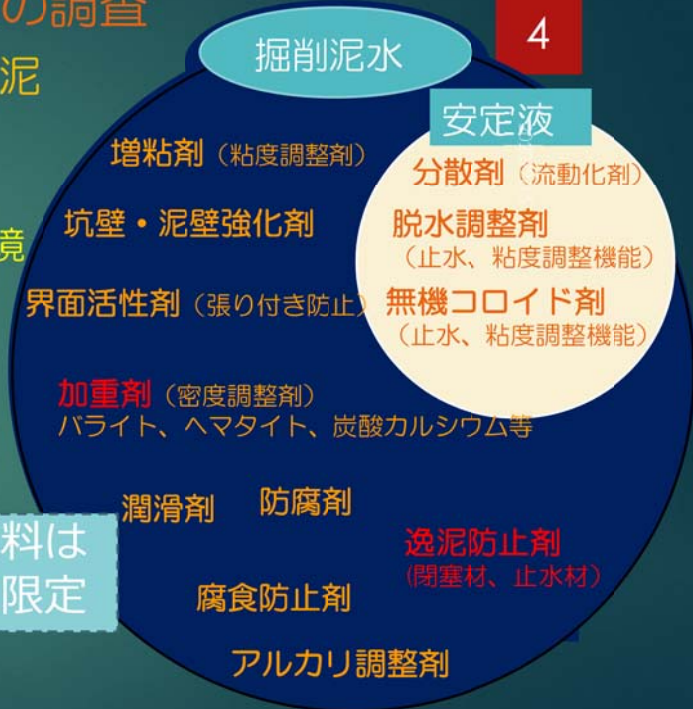 の調査
4
掘削泥水
泥
安定液
増粘剤（粘度調整剤）
分散剤（流動化剤）
坑壁・泥壁強化剤
脱水調整剤
（止水、粘度調整機能）
境
界面活性剤（張り付き防止）
無機コロイド剤
（止水、粘度調整機能）
加重剤（密度調整剤）
バライト、ヘマタイト、炭酸カルシウム等
潤滑剤
防腐剤
料は
限定
逸泥防止剤
(閉塞材、止水材）
腐食防止剤
アルカリ調整剤